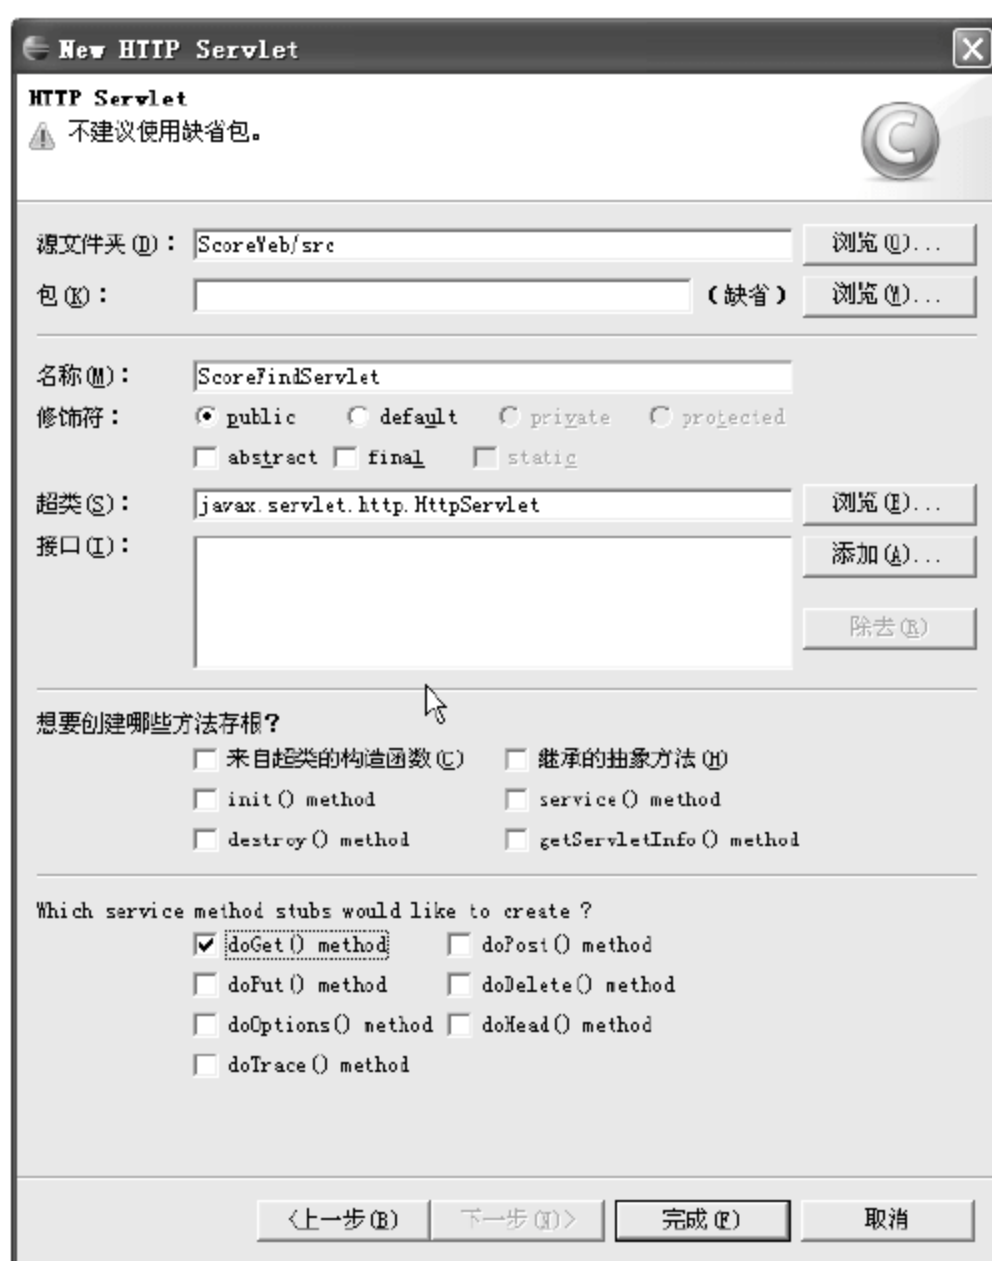 New HTTP Servlet
HTTP Servlet
不建议使用缺省包。
源文件夹(D)： ScoreWeb/src 浏览(O)...
包(K)： (缺省) 浏览(W)...
名称(M)： ScoreFindServlet
修饰符： public default private protected
abstract final static
超类(S)： javax.servlet.http.HttpServlet 浏览(E)...
接口(I)： 添加(A)...
除去(R)
想要创建哪些方法存根?
来自超类的构造函数(C) 继承的抽象方法(H)
init() method service() method
destroy() method getServletInfo() method
Which service method stubs would like to create ?
doGet() method doPost() method
doPut() method doDelete() method
doOptions() method doHead() method
doTrace() method
<上一步(B) 下一步(N)> 完成(F) 取消